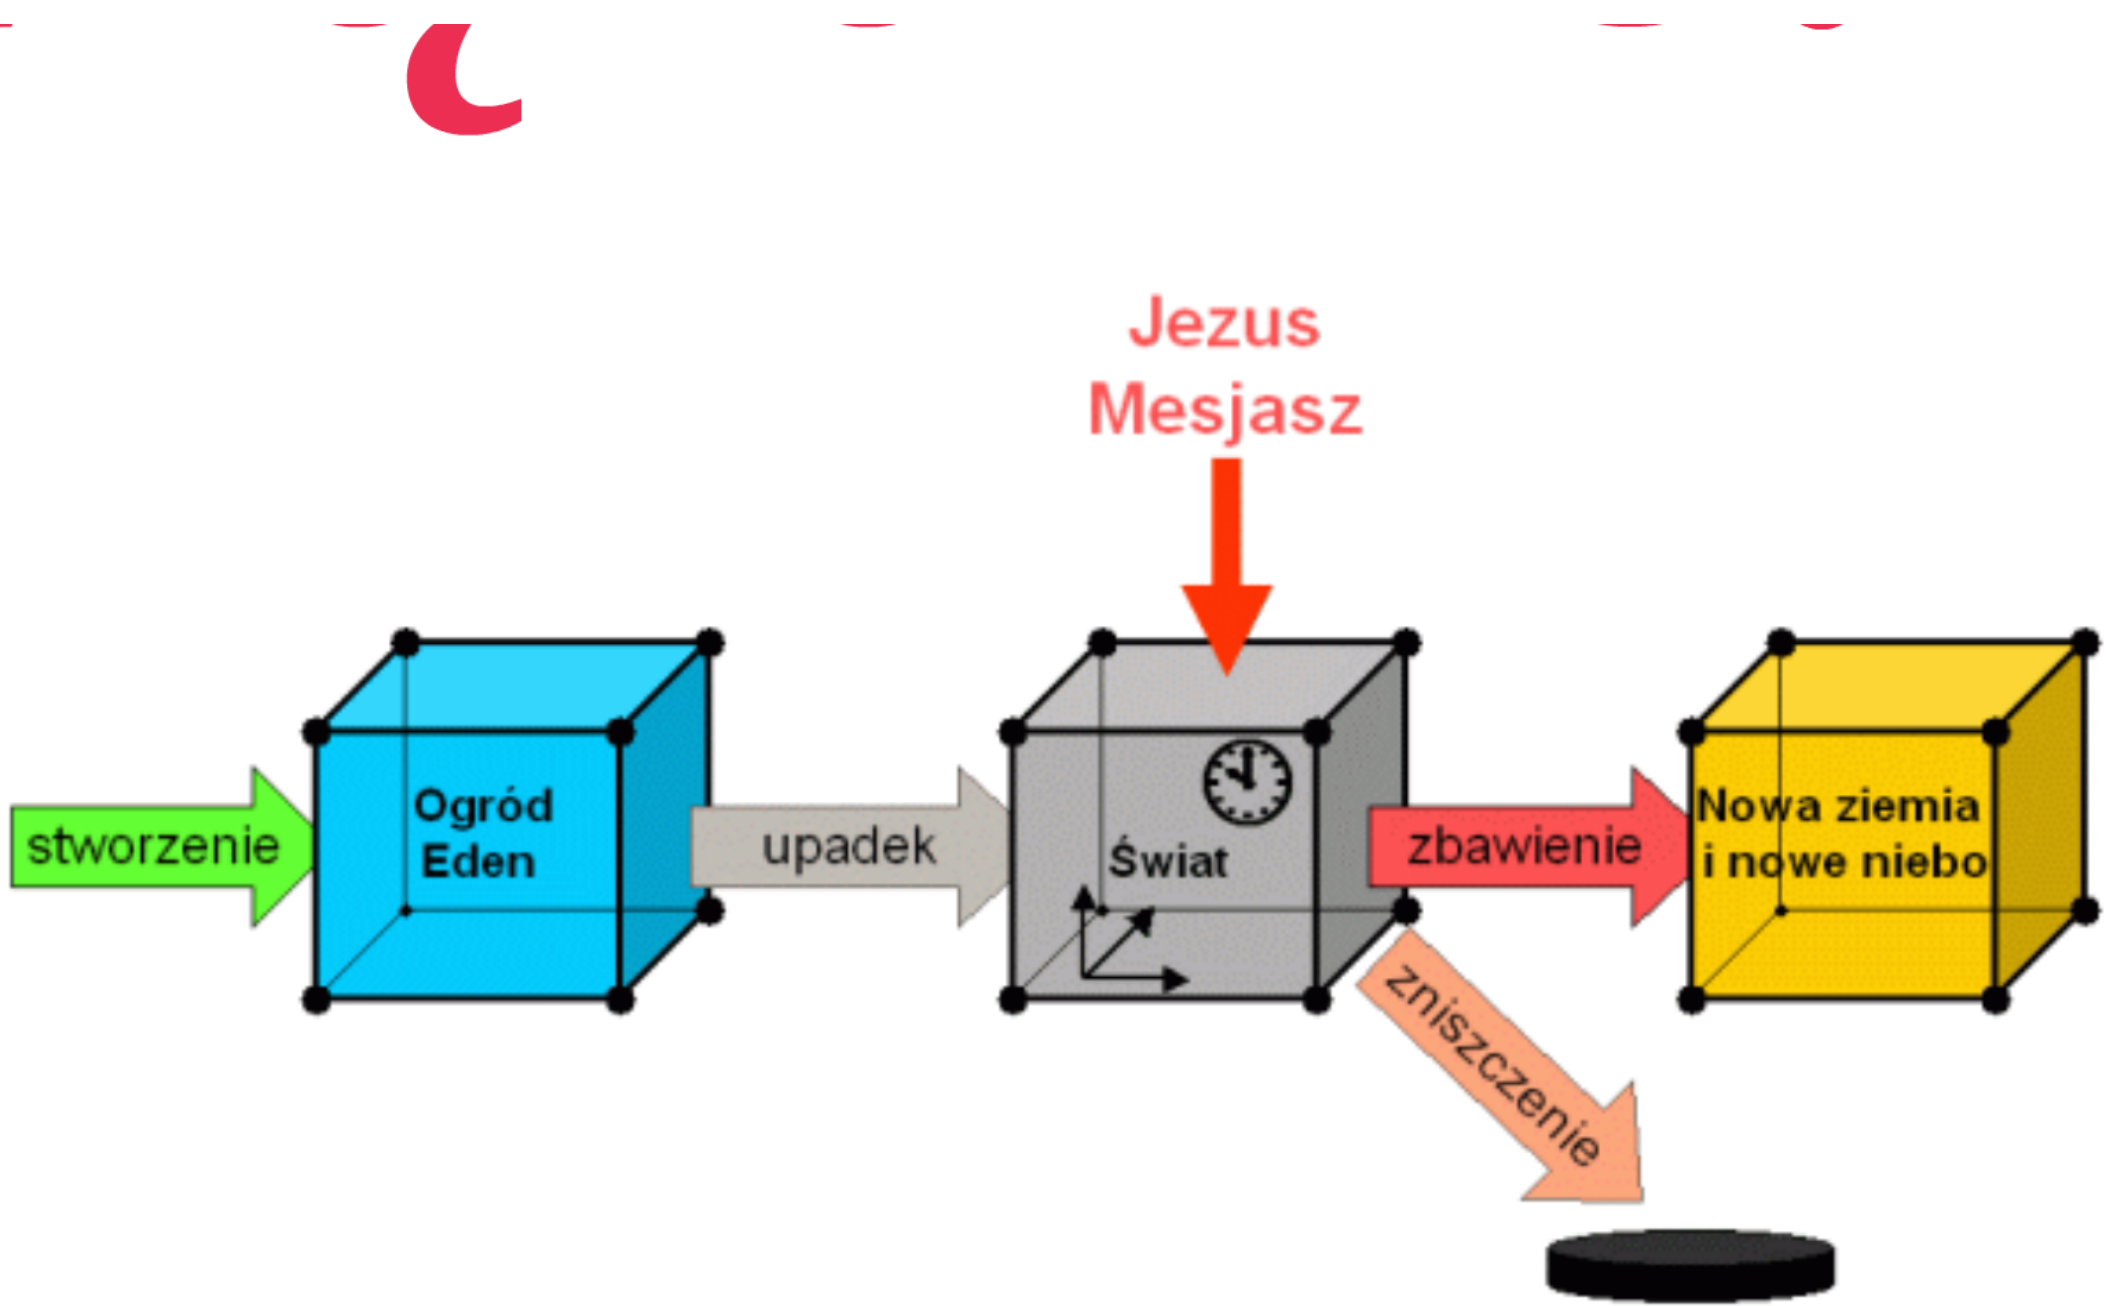 Jezus
Mesjasz
stworzenie
Ogród
Eden
upadek
Świat
zbawienie
Nowa ziemia
i nowe niebo
zniszczenie